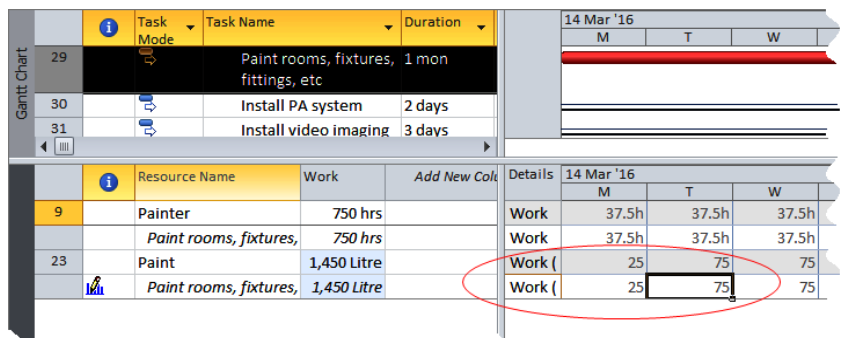 Gantt Chart
Task Mode Task Name Duration 14 Mar '16
M T W
29 Paint rooms, fixtures, 1 mon
fittings, etc
30 Install PA system 2 days
31 Install video imaging 3 days
Resource Name Work Add New Colu Details 14 Mar '16
M T W
9 Painter 750 hrs Work 37.5h 37.5h 37.5h
Paint rooms, fixtures, 750 hrs Work 37.5h 37.5h 37.5h
23 Paint 1,450 Litre Work ( 25 75 75
Paint rooms, fixtures, 1,450 Litre Work ( 25 75 75